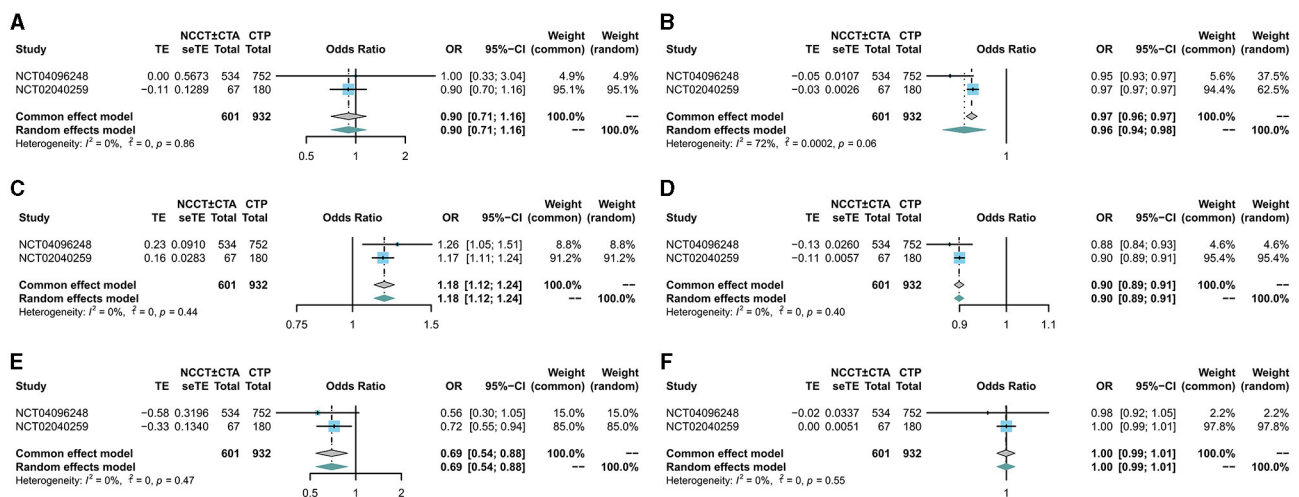 A
NCCT±CTA CTP Weight Weight
Study TE seTE Total Total Odds Ratio OR 95%−CI (common) (random)
NCT04096248 0.00 0.5673 534 752 1.00 [0.33; 3.04] 4.9% 4.9%
NCT02040259 −0.11 0.1289 67 180 0.90 [0.70; 1.16] 95.1% 95.1%
Common effect model 601 932 0.90 [0.71; 1.16] 100.0% −−
Random effects model 0.90 [0.71; 1.16] −− 100.0%
Heterogeneity: I² = 0%, τ² = 0, p = 0.86
0.5 1 2
B
NCCT±CTA CTP Weight Weight
Study TE seTE Total Total Odds Ratio OR 95%−CI (common) (random)
NCT04096248 −0.05 0.0107 534 752 0.95 [0.93; 0.97] 5.6% 37.5%
NCT02040259 −0.03 0.0026 67 180 0.97 [0.97; 0.97] 94.4% 62.5%
Common effect model 601 932 0.97 [0.96; 0.97] 100.0% −−
Random effects model 0.96 [0.94; 0.98] −− 100.0%
Heterogeneity: I² = 72%, τ² = 0.0002, p = 0.06
1
C
NCCT±CTA CTP Weight Weight
Study TE seTE Total Total Odds Ratio OR 95%−CI (common) (random)
NCT04096248 0.23 0.0910 534 752 1.26 [1.05; 1.51] 8.8% 8.8%
NCT02040259 0.16 0.0283 67 180 1.17 [1.11; 1.24] 91.2% 91.2%
Common effect model 601 932 1.18 [1.12; 1.24] 100.0% −−
Random effects model 1.18 [1.12; 1.24] −− 100.0%
Heterogeneity: I² = 0%, τ² = 0, p = 0.44
0.75 1 1.5
D
NCCT±CTA CTP Weight Weight
Study TE seTE Total Total Odds Ratio OR 95%−CI (common) (random)
NCT04096248 −0.13 0.0260 534 752 0.88 [0.84; 0.93] 4.6% 4.6%
NCT02040259 −0.11 0.0057 67 180 0.90 [0.89; 0.91] 95.4% 95.4%
Common effect model 601 932 0.90 [0.89; 0.91] 100.0% −−
Random effects model 0.90 [0.89; 0.91] −− 100.0%
Heterogeneity: I² = 0%, τ² = 0, p = 0.40
0.9 1 1.1
E
NCCT±CTA CTP Weight Weight
Study TE seTE Total Total Odds Ratio OR 95%−CI (common) (random)
NCT04096248 −0.58 0.3196 534 752 0.56 [0.30; 1.05] 15.0% 15.0%
NCT02040259 −0.33 0.1340 67 180 0.72 [0.55; 0.94] 85.0% 85.0%
Common effect model 601 932 0.69 [0.54; 0.88] 100.0% −−
Random effects model 0.69 [0.54; 0.88] −− 100.0%
Heterogeneity: I² = 0%, τ² = 0, p = 0.47
0.5 1 2
F
NCCT±CTA CTP Weight Weight
Study TE seTE Total Total Odds Ratio OR 95%−CI (common) (random)
NCT04096248 −0.02 0.0337 534 752 0.98 [0.92; 1.05] 2.2% 2.2%
NCT02040259 0.00 0.0051 67 180 1.00 [0.99; 1.01] 97.8% 97.8%
Common effect model 601 932 1.00 [0.99; 1.01] 100.0% −−
Random effects model 1.00 [0.99; 1.01] −− 100.0%
Heterogeneity: I² = 0%, τ² = 0, p = 0.55
1